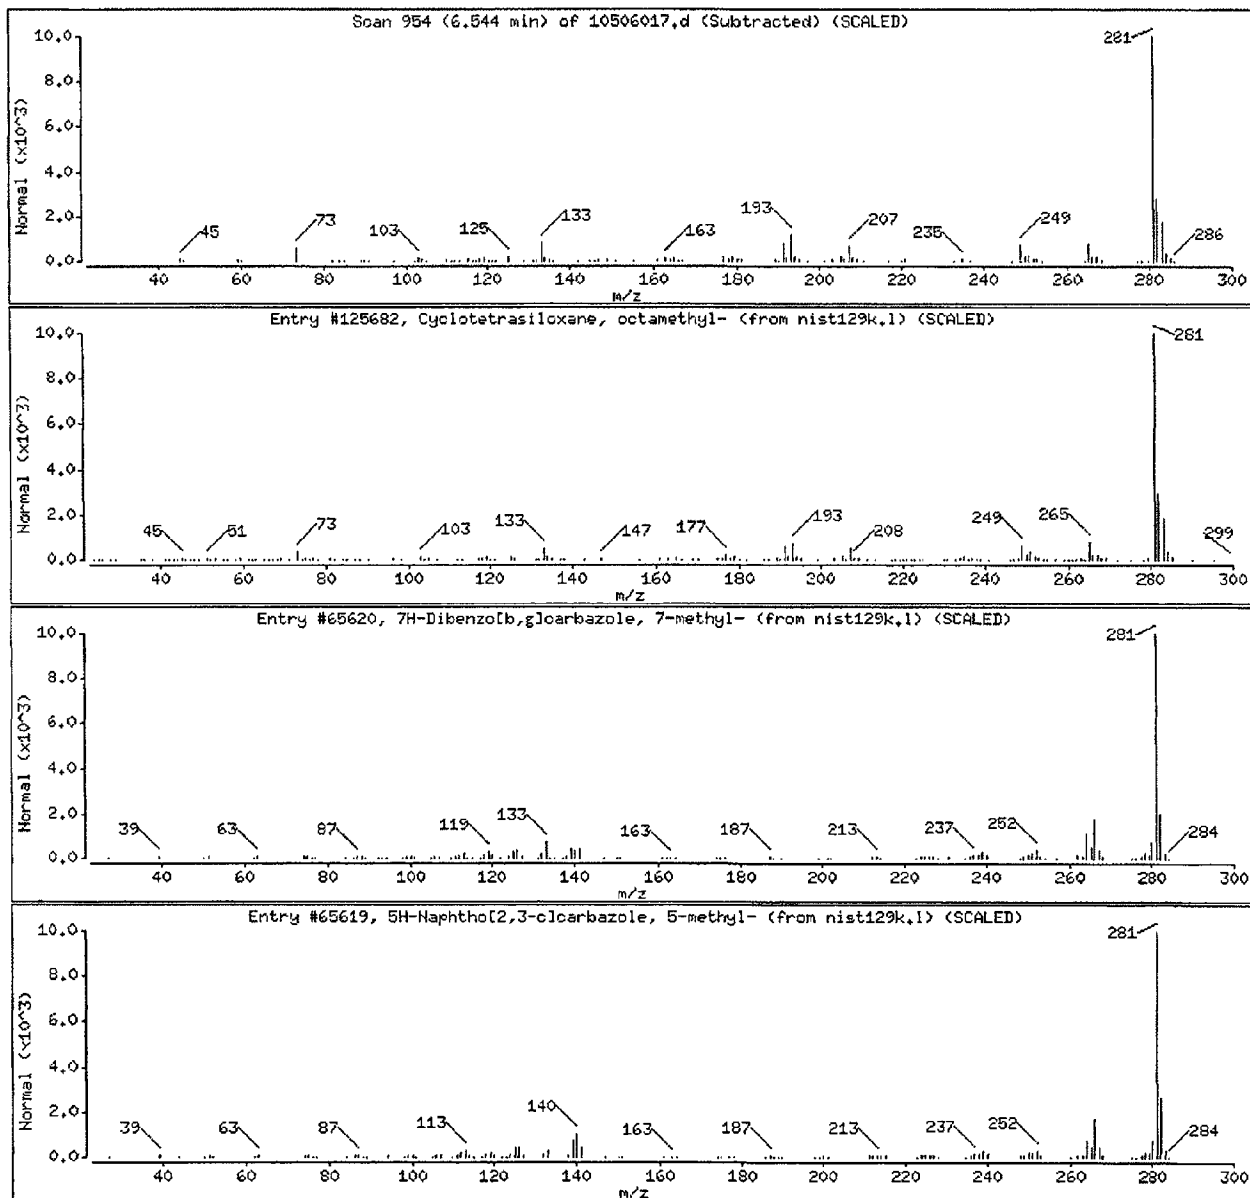 Scan 954 (6.544 min) of 10506017.d (Subtracted) (SCALED)
Normal (x10^3)
10.0
8.0
6.0
4.0
2.0
0.0
45 73 103 125 133 163 193 207 235 249 281 286
40 60 80 100 120 140 160 180 200 220 240 260 280 300
m/z
Entry #125682, Cyclotetrasiloxane, octamethyl- (from nist129k.l) (SCALED)
Normal (x10^3)
10.0
8.0
6.0
4.0
2.0
0.0
45 51 73 103 133 147 177 193 208 249 265 281 299
40 60 80 100 120 140 160 180 200 220 240 260 280 300
m/z
Entry #65620, 7H-Dibenzo[b,g]carbazole, 7-methyl- (from nist129k.l) (SCALED)
Normal (x10^3)
10.0
8.0
6.0
4.0
2.0
0.0
39 63 87 119 133 163 187 213 237 252 281 284
40 60 80 100 120 140 160 180 200 220 240 260 280 300
m/z
Entry #65619, 5H-Naphtho[2,3-c]carbazole, 5-methyl- (from nist129k.l) (SCALED)
Normal (x10^3)
10.0
8.0
6.0
4.0
2.0
0.0
39 63 87 113 140 163 187 213 237 252 281 284
40 60 80 100 120 140 160 180 200 220 240 260 280 300
m/z